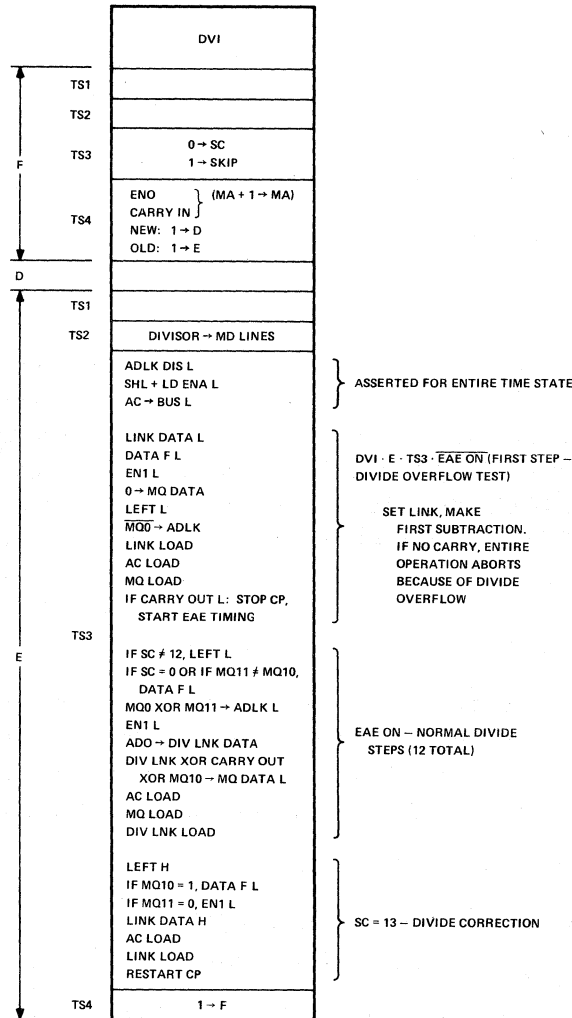 DVI
TS1
TS2
F
TS3
0 → SC
1 → SKIP
TS4
ENO } (MA + 1 → MA)
CARRY IN
NEW: 1 → D
OLD: 1 → E
D
TS1
TS2
DIVISOR → MD LINES
ADLK DIS L
SHL + LD ENA L
AC → BUS L
ASSERTED FOR ENTIRE TIME STATE
LINK DATA L
DATA F L
EN1 L
0 → MQ DATA
LEFT L
M̅Q̅0̅ → ADLK
LINK LOAD
AC LOAD
MQ LOAD
IF CARRY OUT L: STOP CP,
START EAE TIMING
DVI · E · TS3 · E̅A̅E̅ ̅O̅N̅ (FIRST STEP –
DIVIDE OVERFLOW TEST)
SET LINK, MAKE
FIRST SUBTRACTION.
IF NO CARRY, ENTIRE
OPERATION ABORTS
BECAUSE OF DIVIDE
OVERFLOW
TS3
E
IF SC ≠ 12, LEFT L
IF SC = 0 OR IF MQ11 ≠ MQ10,
DATA F L
MQ0 XOR MQ11 → ADLK L
EN1 L
ADO → DIV LNK DATA
DIV LNK XOR CARRY OUT
XOR MQ10 → MQ DATA L
AC LOAD
MQ LOAD
DIV LNK LOAD
EAE ON – NORMAL DIVIDE
STEPS (12 TOTAL)
LEFT H
IF MQ10 = 1, DATA F L
IF MQ11 = 0, EN1 L
LINK DATA H
AC LOAD
LINK LOAD
RESTART CP
SC = 13 – DIVIDE CORRECTION
TS4
1 → F